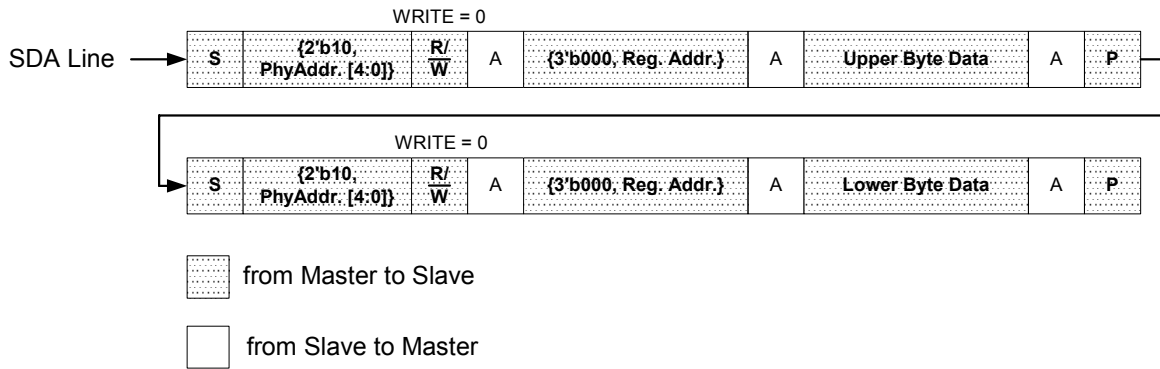 WRITE = 0
SDA Line
S
{2'b10,
PhyAddr. [4:0]}
R/
W
A
{3'b000, Reg. Addr.}
A
Upper Byte Data
A
P
WRITE = 0
S
{2'b10,
PhyAddr. [4:0]}
R/
W
A
{3'b000, Reg. Addr.}
A
Lower Byte Data
A
P
from Master to Slave
from Slave to Master